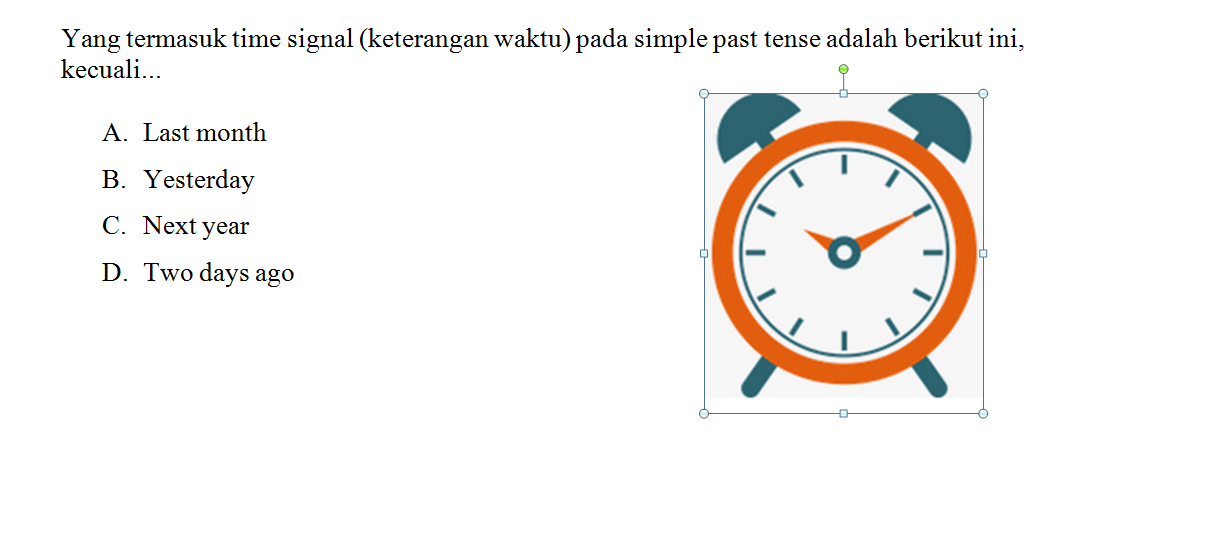 Yang termasuk time signal (keterangan waktu) pada simple past tense adalah berikut ini,
kecuali...
A. Last month
B. Yesterday
C. Next year
D. Two days ago